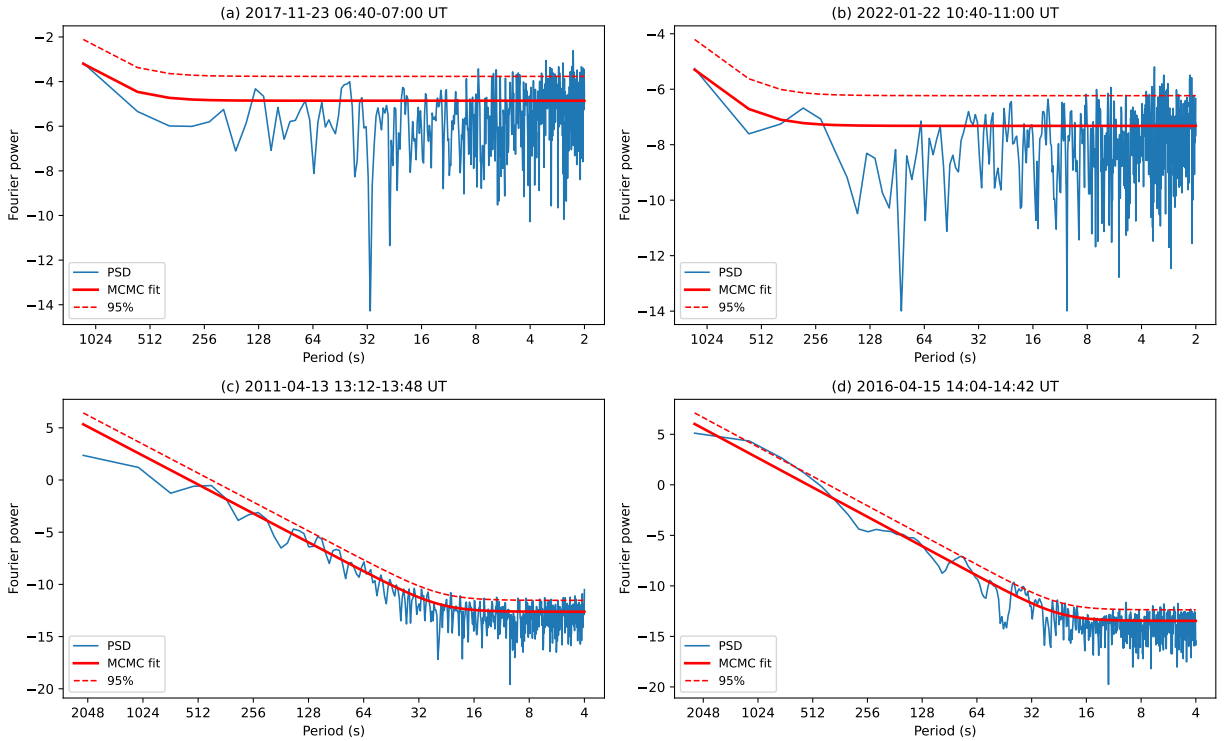 (a) 2017-11-23 06:40-07:00 UT
−2
−4
−6
−8
−10
−12
−14
Fourier power
PSD
MCMC fit
95%
1024 512 256 128 64 32 16 8 4 2
Period (s)
(b) 2022-01-22 10:40-11:00 UT
−4
−6
−8
−10
−12
−14
Fourier power
PSD
MCMC fit
95%
1024 512 256 128 64 32 16 8 4 2
Period (s)
(c) 2011-04-13 13:12-13:48 UT
5
0
−5
−10
−15
−20
Fourier power
PSD
MCMC fit
95%
2048 1024 512 256 128 64 32 16 8 4
Period (s)
(d) 2016-04-15 14:04-14:42 UT
5
0
−5
−10
−15
−20
Fourier power
PSD
MCMC fit
95%
2048 1024 512 256 128 64 32 16 8 4
Period (s)